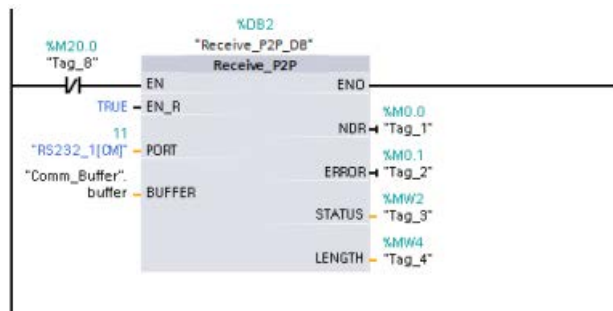 %DB2
%M20.0
"Tag_8"
"Receive_P2P_DB"
Receive_P2P
EN
ENO
TRUE
EN_R
%M0.0
NDR
"Tag_1"
11
"RS232_1[CM]"
PORT
%M0.1
ERROR
"Tag_2"
"Comm_Buffer".
buffer
BUFFER
%MW2
STATUS
"Tag_3"
%MW4
LENGTH
"Tag_4"